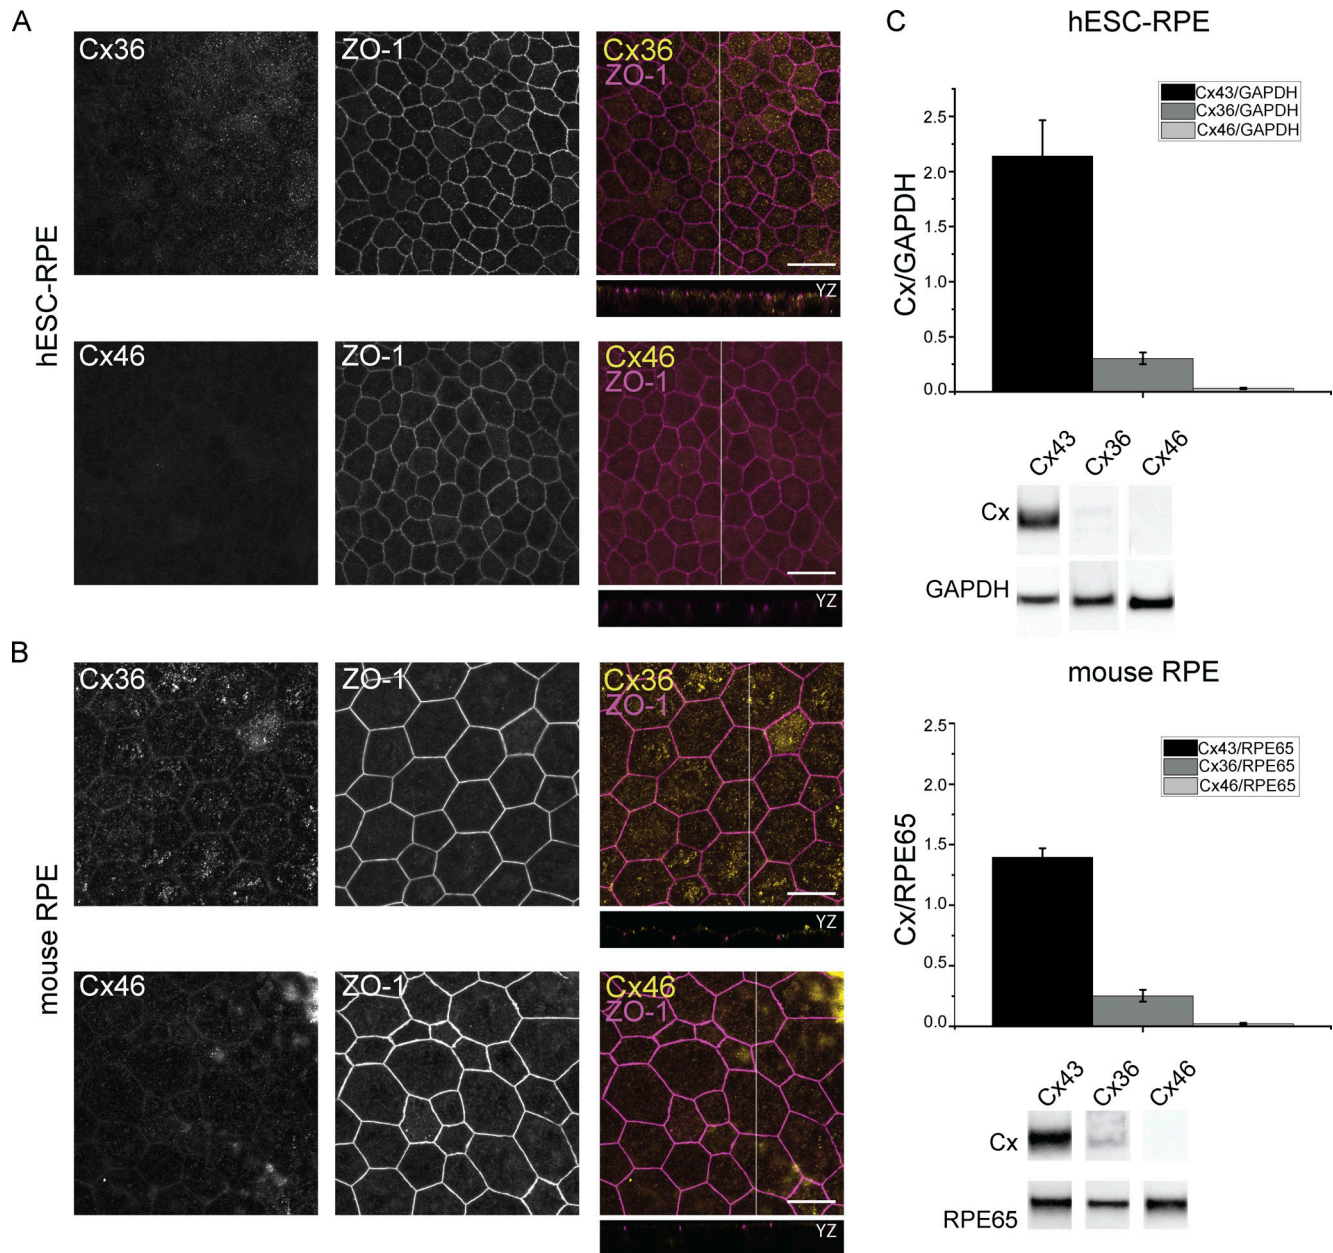 A
hESC-RPE
Cx36
ZO-1
Cx36
ZO-1
YZ
Cx46
ZO-1
Cx46
ZO-1
YZ
B
mouse RPE
Cx36
ZO-1
Cx36
ZO-1
YZ
Cx46
ZO-1
Cx46
ZO-1
YZ
C
hESC-RPE
Cx43/GAPDH
Cx36/GAPDH
Cx46/GAPDH
Cx/GAPDH
2.5
2.0
1.5
1.0
0.5
0.0
Cx43 Cx36 Cx46
Cx
GAPDH
mouse RPE
Cx43/RPE65
Cx36/RPE65
Cx46/RPE65
Cx/RPE65
2.5
2.0
1.5
1.0
0.5
0.0
Cx43 Cx36 Cx46
Cx
RPE65